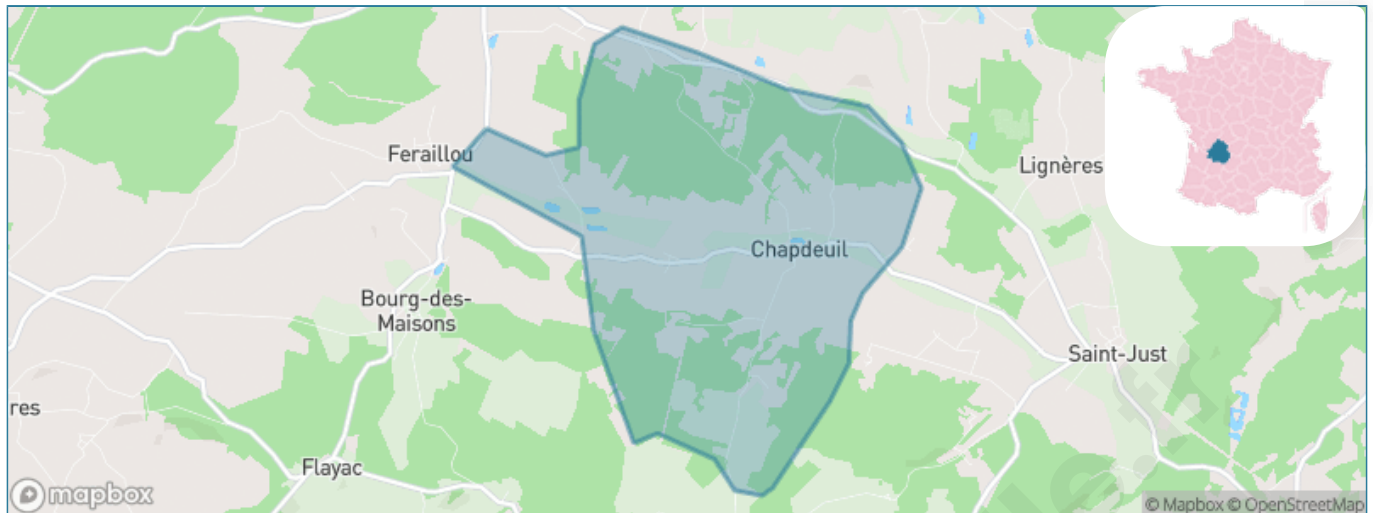 Feraillou
Lignères
Chapdeuil
Bourg-des-
Maisons
Saint-Just
res
Flayac
mapbox
© Mapbox © OpenStreetMap